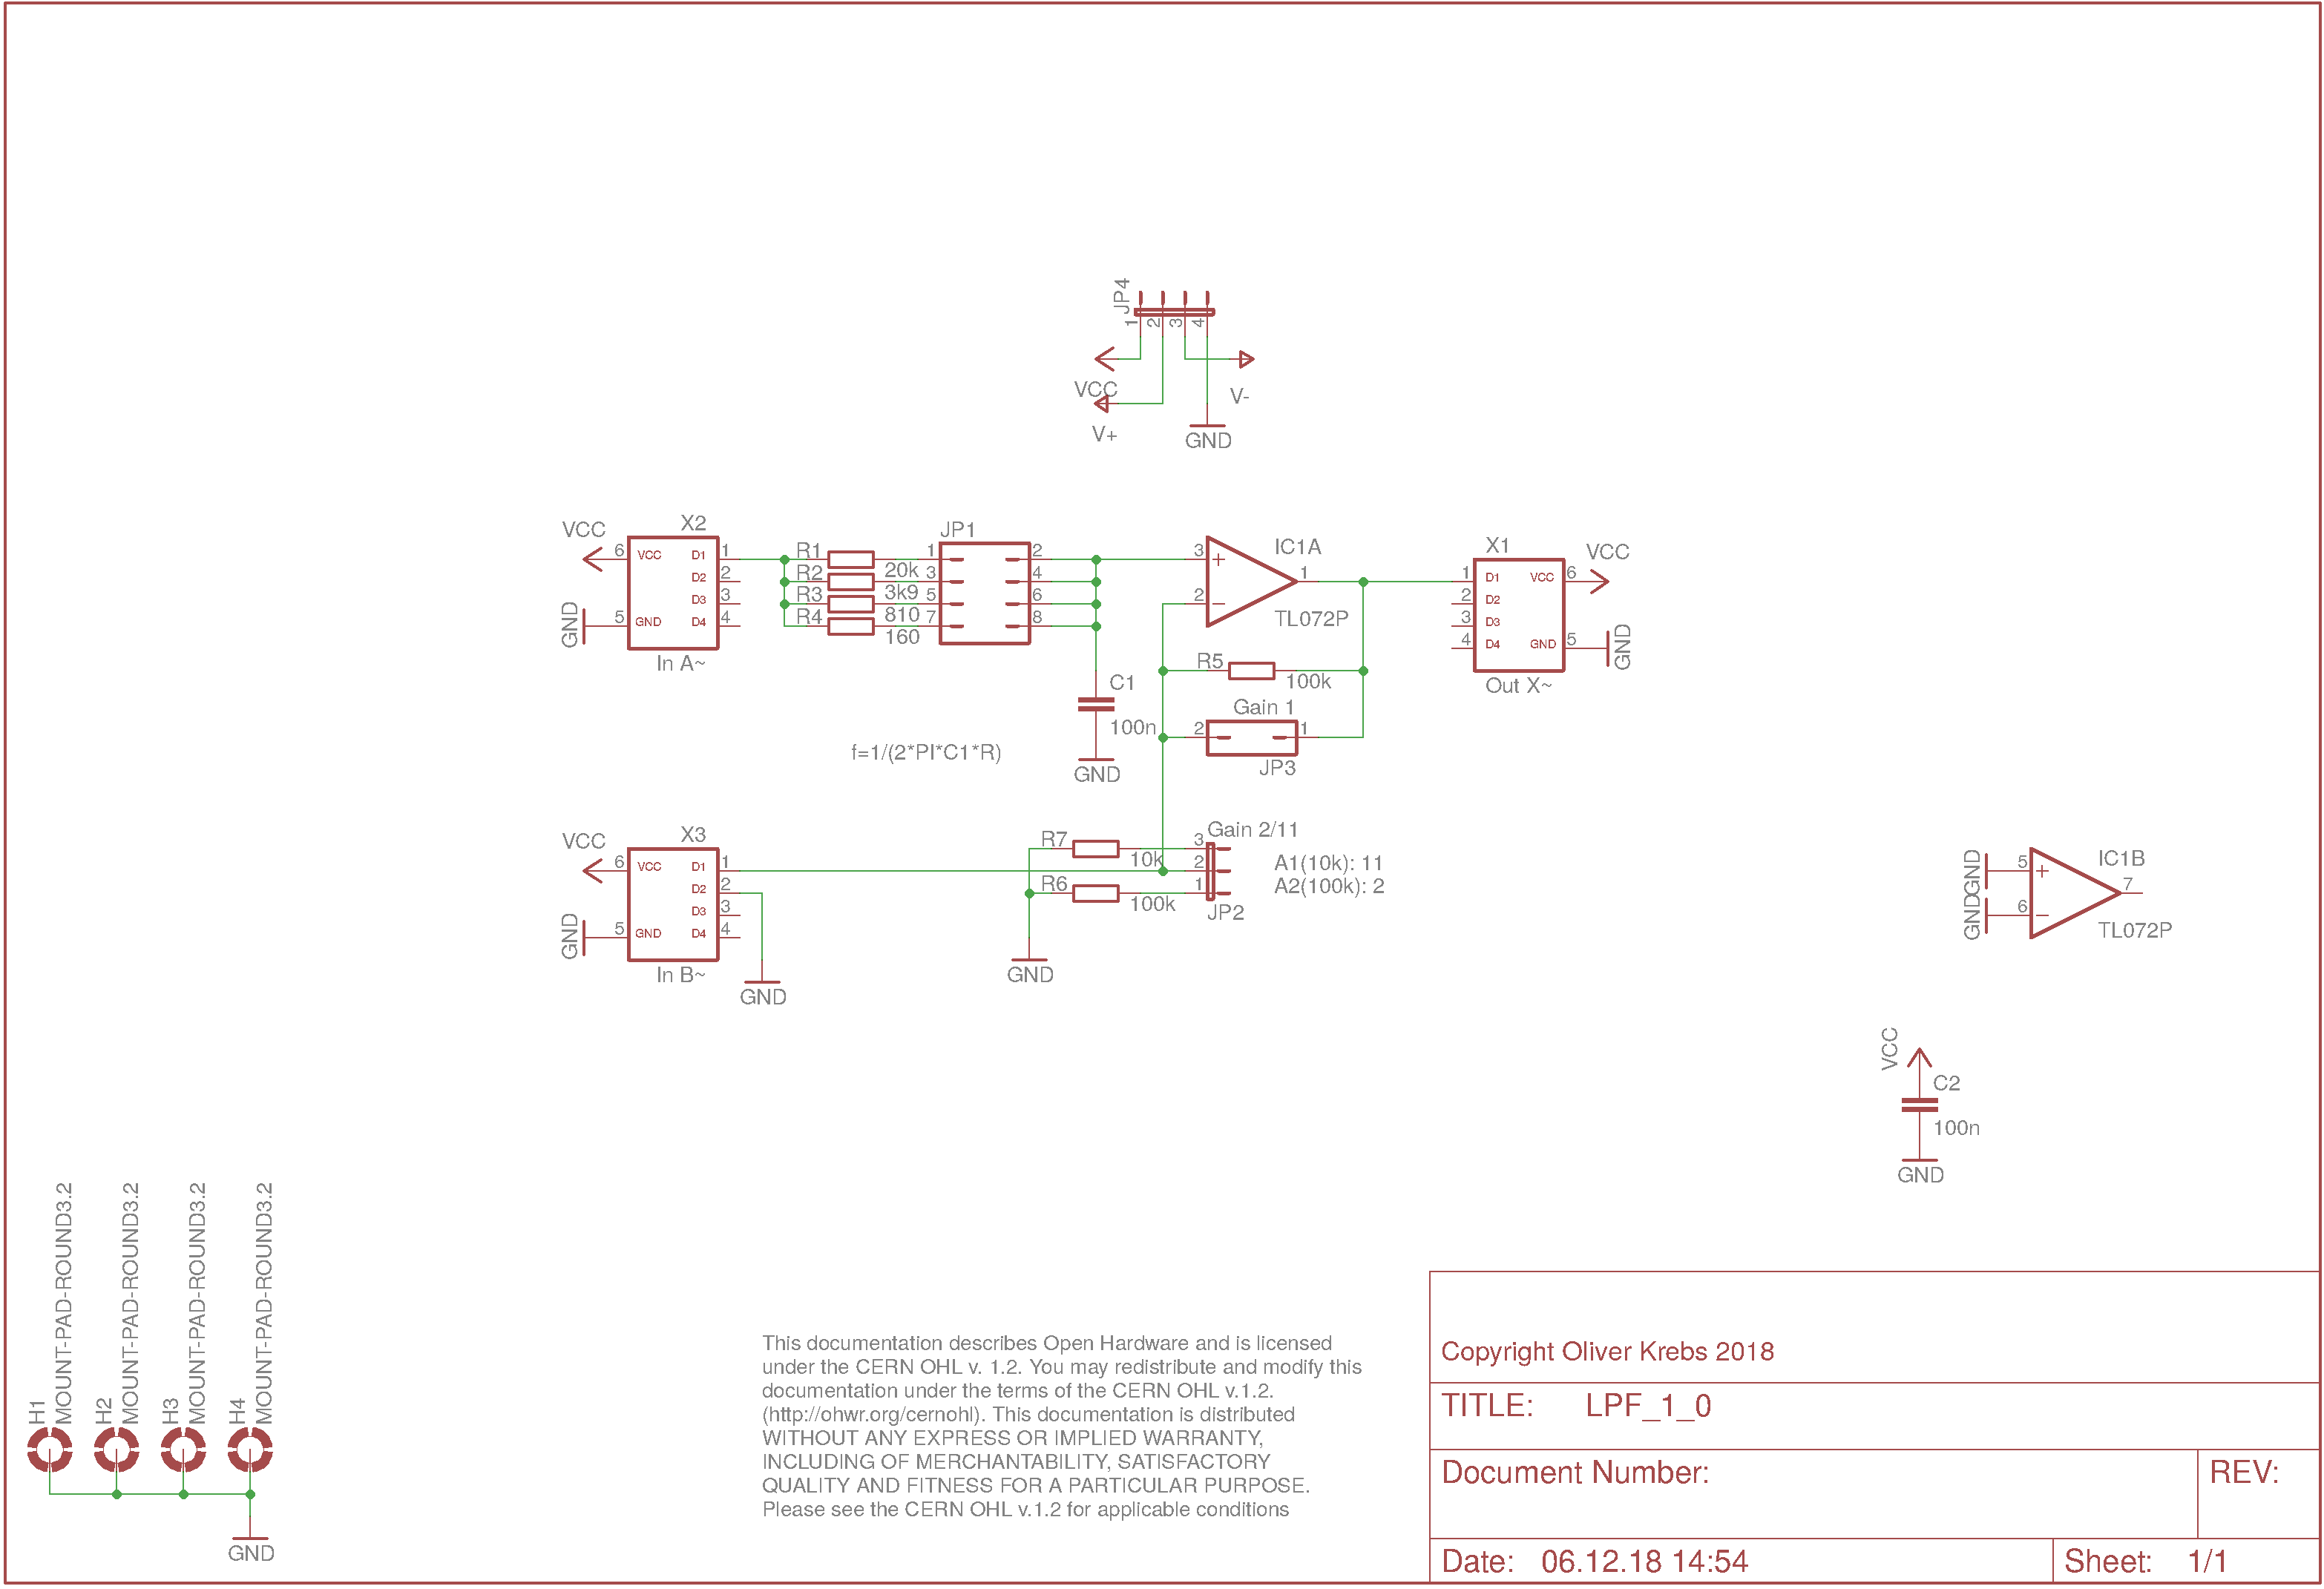 JP4
1
2
3
4
VCC
V+
V-
GND
VCC
X2
6
VCC
D1
1
D2
2
D3
3
GND
5
GND
D4
4
In A~
R1
20k
R2
3k9
R3
810
R4
160
JP1
1
2
3
4
5
6
7
8
3
2
1
IC1A
TL072P
X1
VCC
1
D1
VCC
6
2
D2
3
D3
4
D4
GND
5
GND
Out X~
R5
100k
Gain 1
2
1
JP3
C1
100n
GND
f=1/(2*PI*C1*R)
VCC
X3
6
VCC
D1
1
D2
2
D3
3
GND
5
GND
D4
4
In B~
GND
R7
10k
R6
100k
GND
3
2
1
Gain 2/11
A1(10k): 11
A2(100k): 2
JP2
GND
GND
5
6
7
IC1B
TL072P
VCC
C2
100n
GND
H1
MOUNT-PAD-ROUND3.2
H2
MOUNT-PAD-ROUND3.2
H3
MOUNT-PAD-ROUND3.2
H4
MOUNT-PAD-ROUND3.2
GND
This documentation describes Open Hardware and is licensed
under the CERN OHL v. 1.2. You may redistribute and modify this
documentation under the terms of the CERN OHL v.1.2.
(http://ohwr.org/cernohl). This documentation is distributed
WITHOUT ANY EXPRESS OR IMPLIED WARRANTY,
INCLUDING OF MERCHANTABILITY, SATISFACTORY
QUALITY AND FITNESS FOR A PARTICULAR PURPOSE.
Please see the CERN OHL v.1.2 for applicable conditions
Copyright Oliver Krebs 2018
TITLE: LPF_1_0
Document Number:
REV:
Date: 06.12.18 14:54
Sheet: 1/1